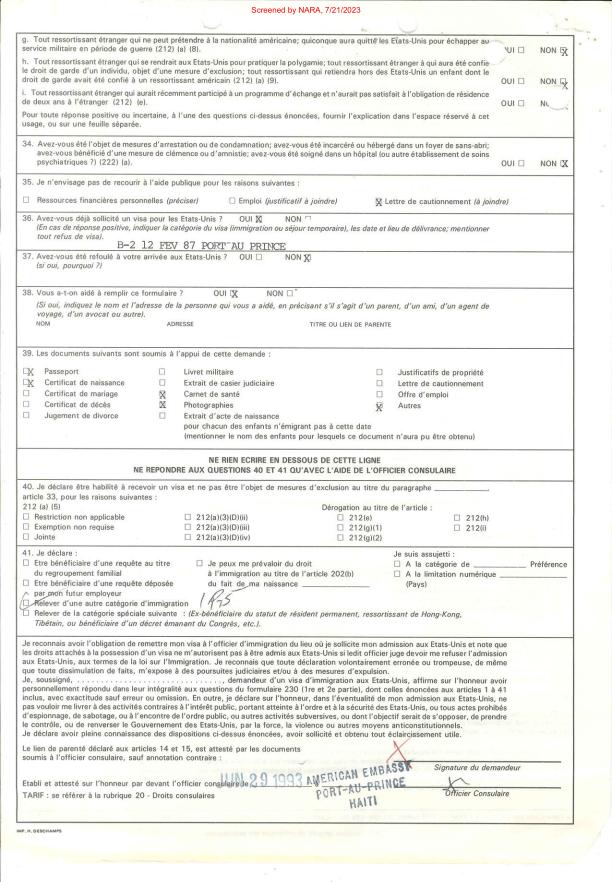 Screened by NARA, 7/21/2023
g. Tout ressortissant étranger qui ne peut prétendre à la nationalité américaine; quiconque aura quitté les Etats-Unis pour échapper au
service militaire en période de guerre (212) (a) (8). OUI ☐ NON ☒
h. Tout ressortissant étranger qui se rendrait aux Etats-Unis pour pratiquer la polygamie; tout ressortissant étranger à qui aura été confie
le droit de garde d'un individu, objet d'une mesure d'exclusion; tout ressortissant qui retiendra hors des Etats-Unis un enfant dont le
droit de garde avait été confié à un ressortissant américain (212) (a) (9). OUI ☐ NON ☒
i. Tout ressortissant étranger qui aurait récemment participé à un programme d'échange et n'aurait pas satisfait à l'obligation de résidence
de deux ans à l'étranger (212) (e). OUI ☐
Pour toute réponse positive ou incertaine, à l'une des questions ci-dessus énoncées, fournir l'explication dans l'espace réservé à cet
usage, ou sur une feuille séparée.
34. Avez-vous été l'objet de mesures d'arrestation ou de condamnation; avez-vous été incarcéré ou hébergé dans un foyer de sans-abri;
avez-vous bénéficié d'une mesure de clémence ou d'amnistie; avez-vous été soigné dans un hôpital (ou autre établissement de soins
psychiatriques ?) (222) (a). OUI ☐ NON ☒
35. Je n'envisage pas de recourir à l'aide publique pour les raisons suivantes :
☐ Ressources financières personnelles (préciser) ☐ Emploi (justificatif à joindre) ☒ Lettre de cautionnement (à joindre)
36. Avez-vous déjà sollicité un visa pour les Etats-Unis ? OUI ☒ NON ☐
(En cas de réponse positive, indiquer la catégorie du visa (immigration ou séjour temporaire), les date et lieu de délivrance; mentionner
tout refus de visa).
B-2 12 FEV 87 PORT AU PRINCE
37. Avez-vous été refoulé à votre arrivée aux Etats-Unis ? OUI ☐ NON ☒
(si oui, pourquoi ?)
38. Vous a-t-on aidé à remplir ce formulaire ? OUI ☒ NON ☐
(Si oui, indiquez le nom et l'adresse de la personne qui vous a aidé, en précisant s'il s'agit d'un parent, d'un ami, d'un agent de
voyage, d'un avocat ou autre).
NOM ADRESSE TITRE OU LIEN DE PARENTE
39. Les documents suivants sont soumis à l'appui de cette demande :
☒ Passeport ☐ Livret militaire ☐ Justificatifs de propriété
☒ Certificat de naissance ☐ Extrait de casier judiciaire ☐ Lettre de cautionnement
☐ Certificat de mariage ☒ Carnet de santé ☐ Offre d'emploi
☐ Certificat de décès ☒ Photographies ☒ Autres
☐ Jugement de divorce ☐ Extrait d'acte de naissance
pour chacun des enfants n'émigrant pas à cette date
(mentionner le nom des enfants pour lesquels ce document n'aura pu être obtenu)
NE RIEN ECRIRE EN DESSOUS DE CETTE LIGNE
NE REPONDRE AUX QUESTIONS 40 ET 41 QU'AVEC L'AIDE DE L'OFFICIER CONSULAIRE
40. Je déclare être habilité à recevoir un visa et ne pas être l'objet de mesures d'exclusion au titre du paragraphe ____________,
article 33, pour les raisons suivantes :
212 (a) (5) Dérogation au titre de l'article :
☐ Restriction non applicable ☐ 212(a)(3)(D)(ii) ☐ 212(e) ☐ 212(h)
☐ Exemption non requise ☐ 212(a)(3)(D)(iii) ☐ 212(g)(1) ☐ 212(i)
☐ Jointe ☐ 212(a)(3)(D)(iv) ☐ 212(g)(2)
41. Je déclare : Je suis assujetti :
☐ Etre bénéficiaire d'une requête au titre ☐ Je peux me prévaloir du droit ☐ A la catégorie de ____________ Préférence
du regroupement familial à l'immigration au titre de l'article 202(b) ☐ A la limitation numérique ____________
☐ Etre bénéficiaire d'une requête déposée du fait de ma naissance ____________ (Pays)
par mon futur employeur
☐ Relever d'une autre catégorie d'immigration
☐ Relever de la catégorie spéciale suivante : (Ex-bénéficiaire du statut de résident permanent, ressortissant de Hong-Kong,
Tibétain, ou bénéficiaire d'un décret émanant du Congrès, etc.).
Je reconnais avoir l'obligation de remettre mon visa à l'officier d'immigration du lieu où je sollicite mon admission aux Etats-Unis et note que
les droits attachés à la possession d'un visa ne m'autorisent pas à être admis aux Etats-Unis si ledit officier juge devoir me refuser l'admission
aux Etats-Unis, aux termes de la loi sur l'Immigration. Je reconnais que toute déclaration volontairement erronée ou trompeuse, de même
que toute dissimulation de faits, m'expose à des poursuites judiciaires et/ou à des mesures d'expulsion.
Je, soussigné, ............................, demandeur d'un visa d'immigration aux Etats-Unis, affirme sur l'honneur avoir
personnellement répondu dans leur intégralité aux questions du formulaire 230 (1re et 2e partie), dont celles énoncées aux articles 1 à 41
inclus, avec exactitude sauf erreur ou omission. En outre, je déclare sur l'honneur, dans l'éventualité de mon admission aux Etats-Unis, ne
pas vouloir me livrer à des activités contraires à l'intérêt public, portant atteinte à l'ordre et à la sécurité des Etats-Unis, ou tous actes prohibés
d'espionnage, de sabotage, ou à l'encontre de l'ordre public, ou autres activités subversives, ou dont l'objectif serait de s'opposer, de prendre
le contrôle, ou de renverser le Gouvernement des Etats-Unis, par la force, la violence ou autres moyens anticonstitutionnels.
Je déclare avoir pleine connaissance des dispositions ci-dessus énoncées, avoir sollicité et obtenu tout éclaircissement utile.
Le lien de parenté déclaré aux articles 14 et 15, est attesté par les documents
soumis à l'officier consulaire, sauf annotation contraire :
Signature du demandeur
Etabli et attesté sur l'honneur par devant l'officier consulaire le JUN 29 1993 AMERICAN EMBASSY
PORT-AU-PRINCE
HAITI
TARIF : se référer à la rubrique 20 - Droits consulaires Officier Consulaire
IMP. H. DESCHAMPS